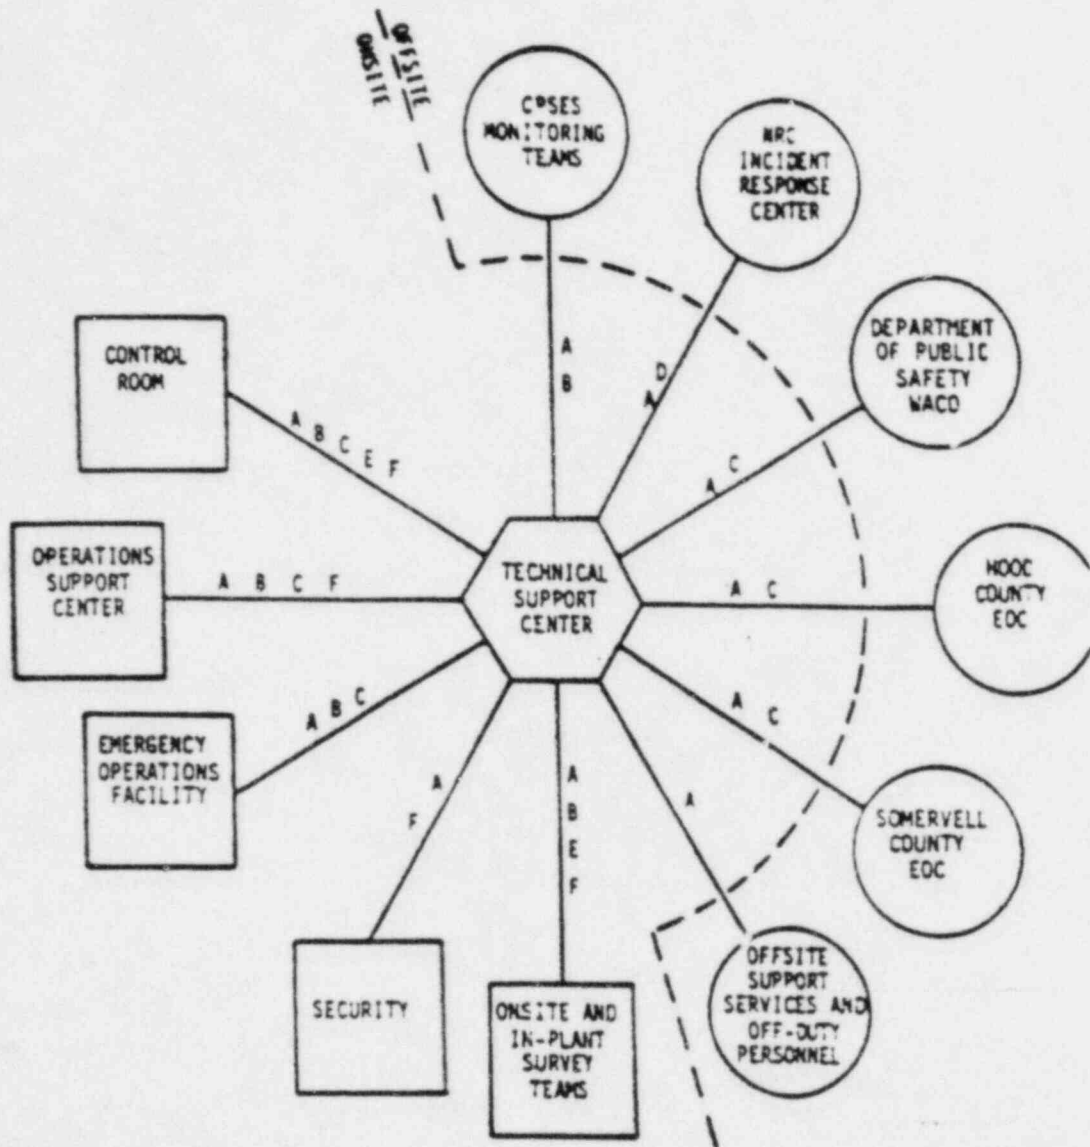 OFFSITE
ONSITE
CPSES
MONITORING
TEAMS
NRC
INCIDENT
RESPONSE
CENTER
DEPARTMENT
OF PUBLIC
SAFETY
WACO
HOOD
COUNTY
EOC
SOMERVELL
COUNTY
EOC
OFFSITE
SUPPORT
SERVICES AND
OFF-DUTY
PERSONNEL
ONSITE AND
IN-PLANT
SURVEY
TEAMS
SECURITY
EMERGENCY
OPERATIONS
FACILITY
OPERATIONS
SUPPORT
CENTER
CONTROL
ROOM
TECHNICAL
SUPPORT
CENTER
A
B
D
A
C
A
A C
A C
A
A
B
E
F
A
F
A B C
A B C F
A B C E F